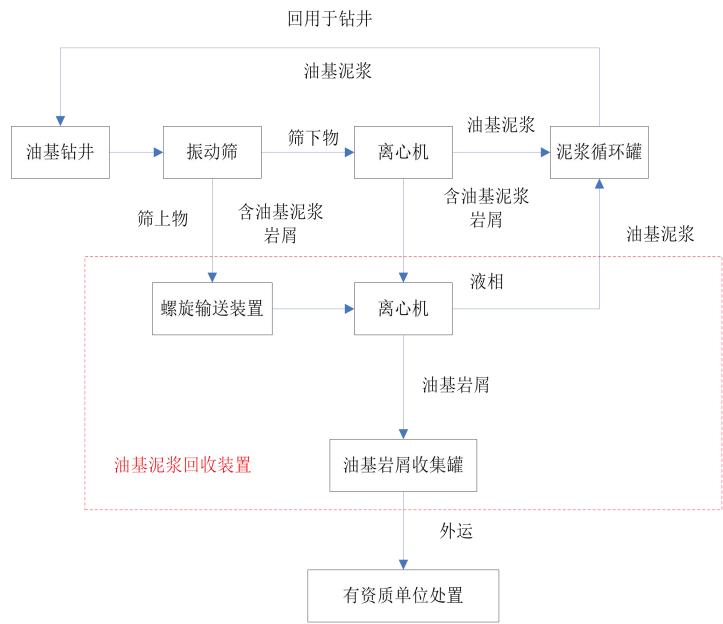 回用于钻井
油基泥浆
油基钻井
振动筛
筛下物
离心机
油基泥浆
泥浆循环罐
筛上物
含油基泥浆
岩屑
含油基泥浆
岩屑
油基泥浆
螺旋输送装置
离心机
液相
油基岩屑
油基泥浆回收装置
油基岩屑收集罐
外运
有资质单位处置